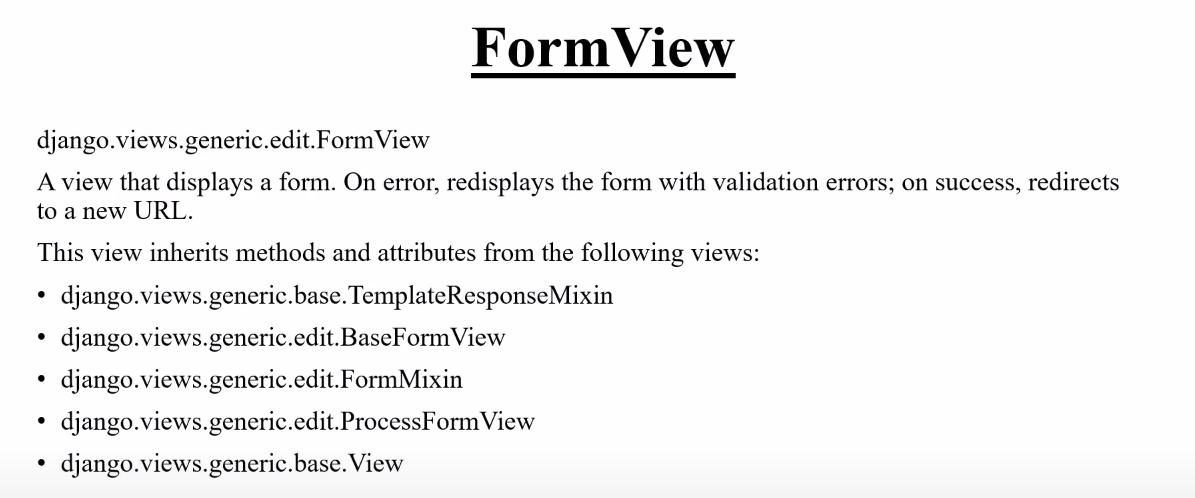 FormView
django.views.generic.edit.FormView
A view that displays a form. On error, redisplays the form with validation errors; on success, redirects
to a new URL.
This view inherits methods and attributes from the following views:
• django.views.generic.base.TemplateResponseMixin
• django.views.generic.edit.BaseFormView
• django.views.generic.edit.FormMixin
• django.views.generic.edit.ProcessFormView
• django.views.generic.base.View